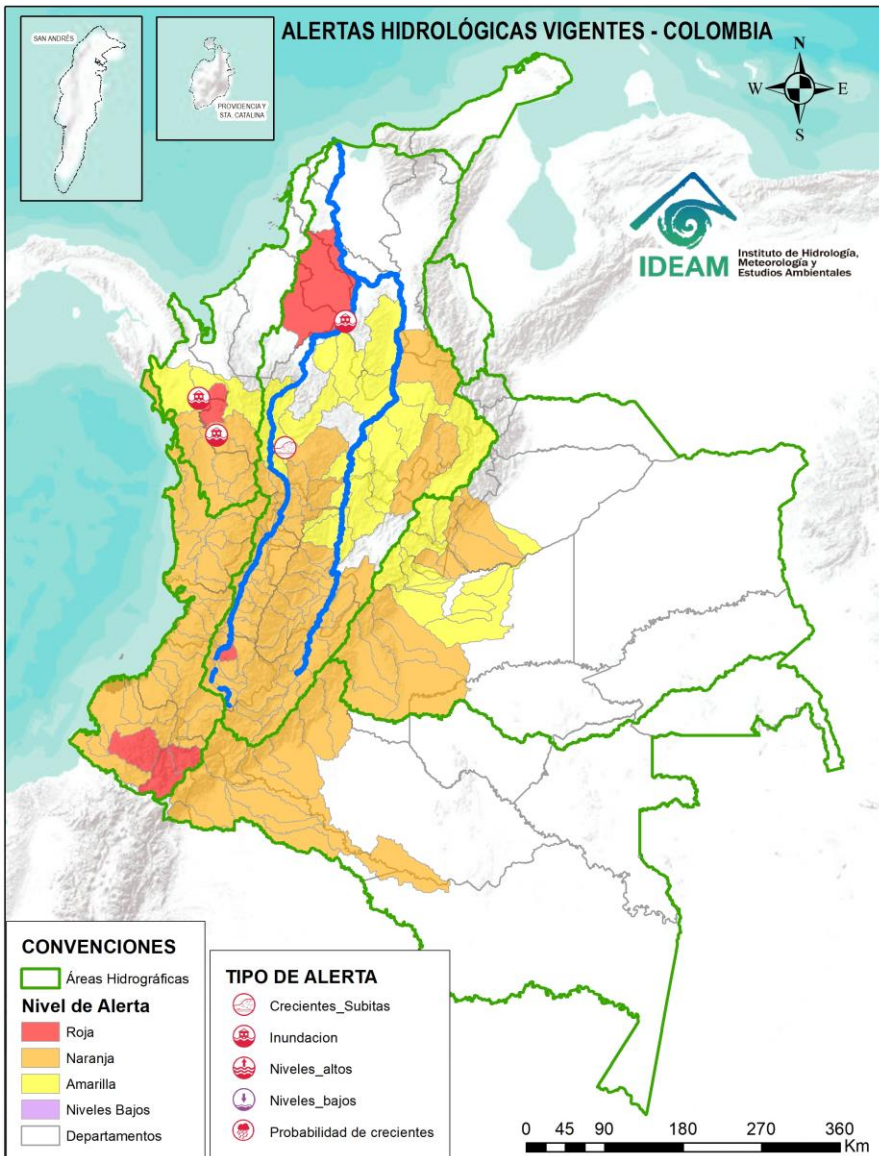 ALERTAS HIDROLÓGICAS VIGENTES - COLOMBIA
SAN ANDRÉS
PROVIDENCIA Y
STA. CATALINA
N
W
E
S
IDEAM
Instituto de Hidrología,
Meteorología y
Estudios Ambientales
CONVENCIONES
Áreas Hidrográficas
Nivel de Alerta
Roja
Naranja
Amarilla
Niveles Bajos
Departamentos
TIPO DE ALERTA
Crecientes_Subitas
Inundacion
Niveles_altos
Niveles_bajos
Probabilidad de crecientes
0 45 90 180 270 360
Km